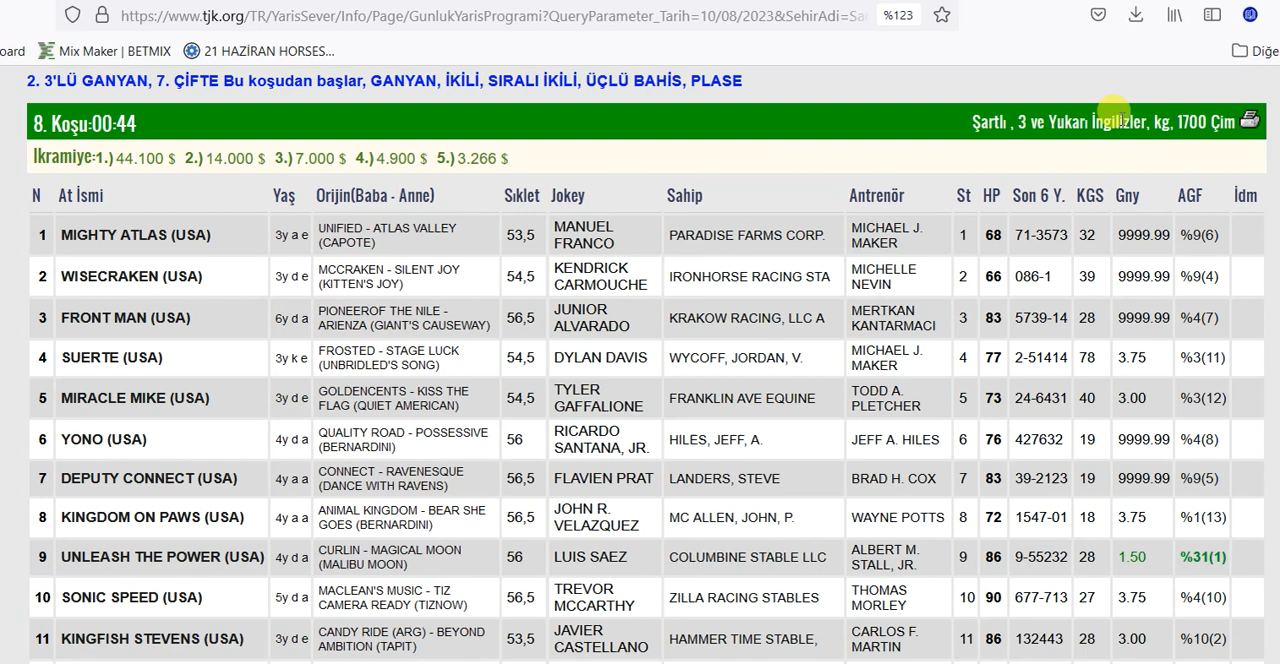 https://www.tjk.org/TR/YarisSever/Info/Page/GunlukYarisProgrami?QueryParameter_Tarih=10/08/2023&SehirAdi=Sa %123
oard Mix Maker | BETMIX 21 HAZİRAN HORSES... Diğe
2. 3'LÜ GANYAN, 7. ÇİFTE Bu koşudan başlar, GANYAN, İKİLİ, SIRALI İKİLİ, ÜÇLÜ BAHİS, PLASE
8. Koşu:00:44 Şartlı , 3 ve Yukarı İngilizler, kg, 1700 Çim
İkramiye:1.) 44.100 $ 2.) 14.000 $ 3.) 7.000 $ 4.) 4.900 $ 5.) 3.266 $
N At İsmi Yaş Orijin(Baba - Anne) Sıklet Jokey Sahip Antrenör St HP Son 6 Y. KGS Gny AGF İdm
1 MIGHTY ATLAS (USA) 3y a e UNIFIED - ATLAS VALLEY (CAPOTE) 53,5 MANUEL FRANCO PARADISE FARMS CORP. MICHAEL J. MAKER 1 68 71-3573 32 9999.99 %9(6)
2 WISECRAKEN (USA) 3y d e MCCRAKEN - SILENT JOY (KITTEN'S JOY) 54,5 KENDRICK CARMOUCHE IRONHORSE RACING STA MICHELLE NEVIN 2 66 086-1 39 9999.99 %9(4)
3 FRONT MAN (USA) 6y d a PIONEEROF THE NILE - ARIENZA (GIANT'S CAUSEWAY) 56,5 JUNIOR ALVARADO KRAKOW RACING, LLC A MERTKAN KANTARMACI 3 83 5739-14 28 9999.99 %4(7)
4 SUERTE (USA) 3y k e FROSTED - STAGE LUCK (UNBRIDLED'S SONG) 54,5 DYLAN DAVIS WYCOFF, JORDAN, V. MICHAEL J. MAKER 4 77 2-51414 78 3.75 %3(11)
5 MIRACLE MIKE (USA) 3y d e GOLDENCENTS - KISS THE FLAG (QUIET AMERICAN) 54,5 TYLER GAFFALIONE FRANKLIN AVE EQUINE TODD A. PLETCHER 5 73 24-6431 40 3.00 %3(12)
6 YONO (USA) 4y d a QUALITY ROAD - POSSESSIVE (BERNARDINI) 56 RICARDO SANTANA, JR. HILES, JEFF, A. JEFF A. HILES 6 76 427632 19 9999.99 %4(8)
7 DEPUTY CONNECT (USA) 4y a a CONNECT - RAVENESQUE (DANCE WITH RAVENS) 56,5 FLAVIEN PRAT LANDERS, STEVE BRAD H. COX 7 83 39-2123 19 9999.99 %9(5)
8 KINGDOM ON PAWS (USA) 4y a a ANIMAL KINGDOM - BEAR SHE GOES (BERNARDINI) 56,5 JOHN R. VELAZQUEZ MC ALLEN, JOHN, P. WAYNE POTTS 8 72 1547-01 18 3.75 %1(13)
9 UNLEASH THE POWER (USA) 4y d a CURLIN - MAGICAL MOON (MALIBU MOON) 56 LUIS SAEZ COLUMBINE STABLE LLC ALBERT M. STALL, JR. 9 86 9-55232 28 1.50 %31(1)
10 SONIC SPEED (USA) 5y d a MACLEAN'S MUSIC - TIZ CAMERA READY (TIZNOW) 56,5 TREVOR MCCARTHY ZILLA RACING STABLES THOMAS MORLEY 10 90 677-713 27 3.75 %4(10)
11 KINGFISH STEVENS (USA) 3y d e CANDY RIDE (ARG) - BEYOND AMBITION (TAPIT) 53,5 JAVIER CASTELLANO HAMMER TIME STABLE, CARLOS F. MARTIN 11 86 132443 28 3.00 %10(2)